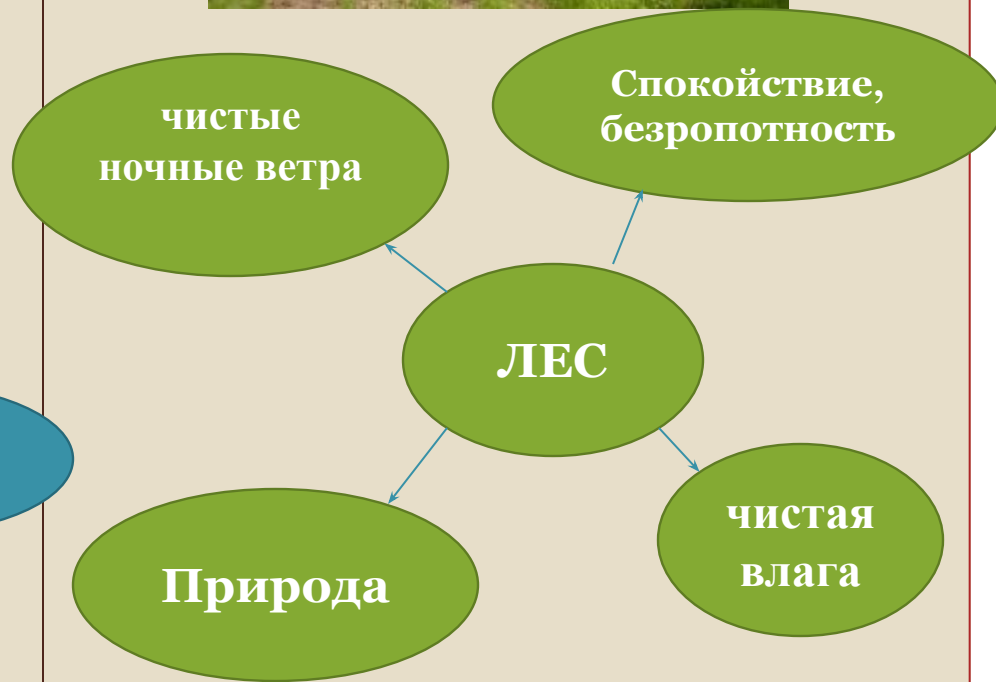 чистые
ночные ветра
Спокойствие,
безропотность
ЛЕС
Природа
чистая
влага